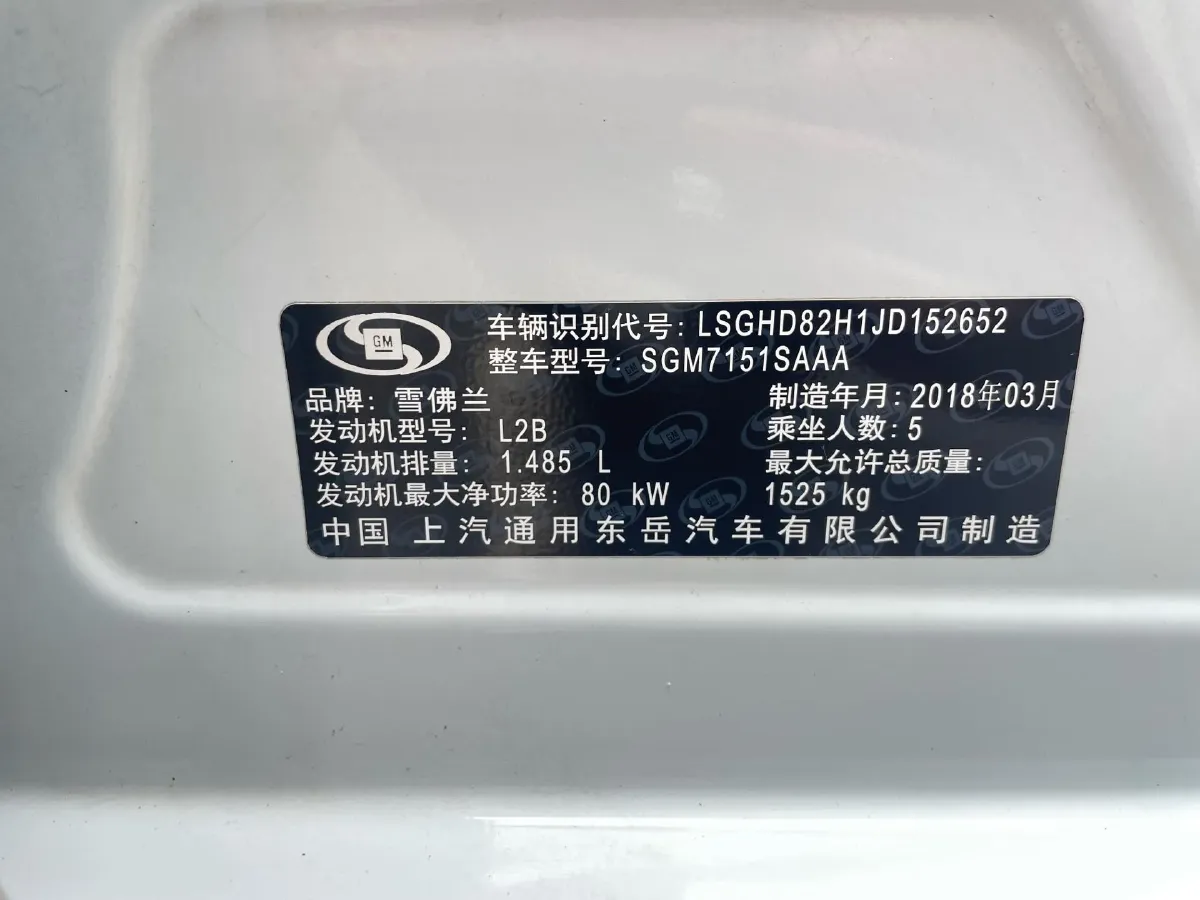 GM
车辆识别代号: LSGHD82H1JD152652
整车型号: SGM7151SAAA
品牌: 雪佛兰 制造年月: 2018年03月
发动机型号: L2B 乘坐人数: 5
发动机排量: 1.485 L 最大允许总质量:
发动机最大净功率: 80 kW 1525 kg
中国 上汽通用东岳汽车有限公司制造